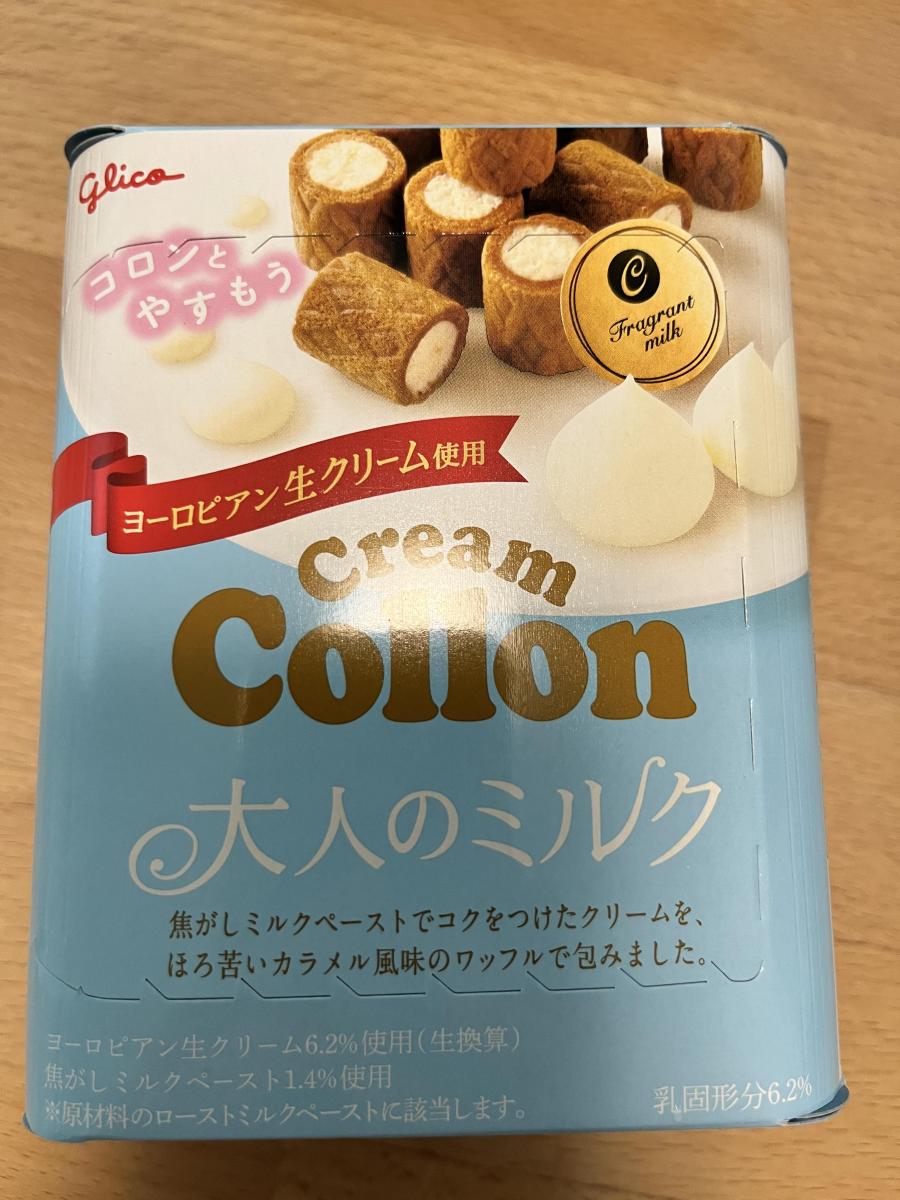 glico
コロンと
やすもう
C
Fragrant
milk
ヨーロピアン生クリーム使用
Cream
Collon
大人のミルク
焦がしミルクペーストでコクをつけたクリームを、
ほろ苦いカラメル風味のワッフルで包みました。
ヨーロピアン生クリーム6.2%使用(生換算)
焦がしミルクペースト1.4%使用
※原材料のローストミルクペーストに該当します。
乳固形分6.2%